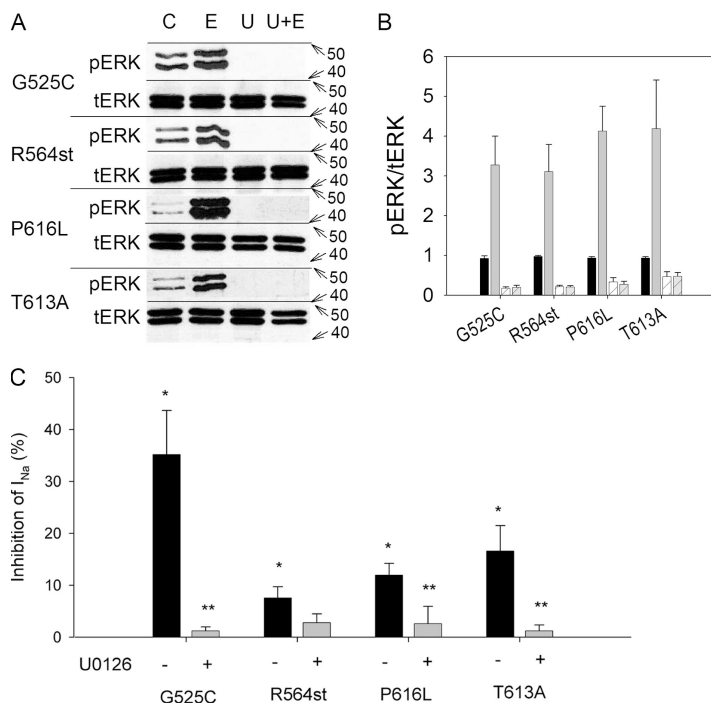 A
C E U U+E
G525C
pERK
50
40
tERK
50
40
R564st
pERK
50
40
tERK
50
40
P616L
pERK
50
40
tERK
50
40
T613A
pERK
50
40
tERK
50
40
B
pERK/tERK
6
5
4
3
2
1
0
G525C R564st P616L T613A
C
Inhibition of INa (%)
50
40
30
20
10
0
* ** * * ** * **
U0126 - + - + - + - +
G525C R564st P616L T613A